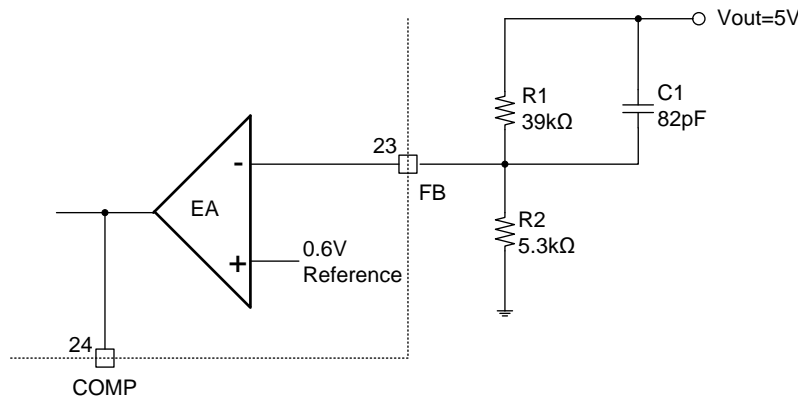 Vout=5V
R1
39kΩ
C1
82pF
23
-
FB
EA
R2
5.3kΩ
0.6V
Reference
+
24
COMP